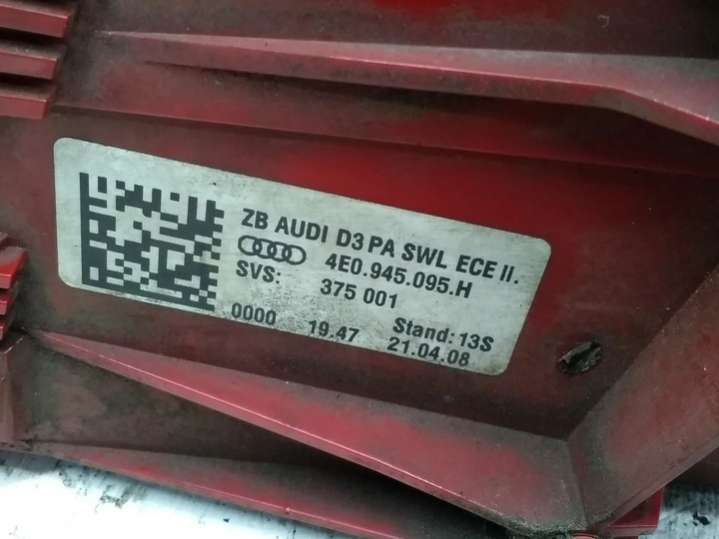 ZB AUDI D3 PA SWL ECE II.
4E0.945.095.H
SVS: 375 001
Stand: 13S
0000 19.47 21.04.08